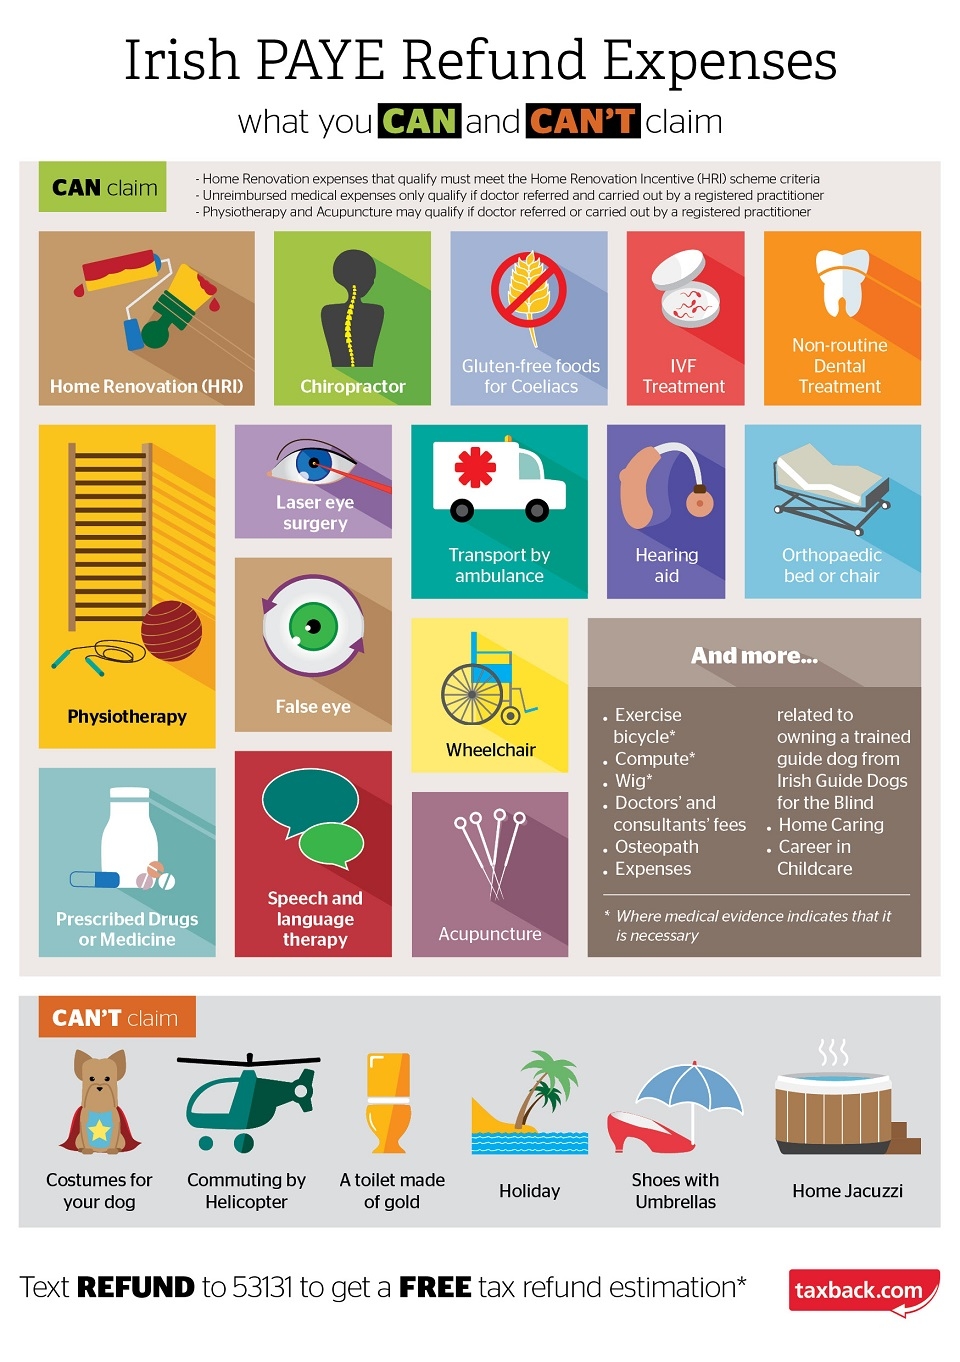 Irish PAYE Refund Expenses
what you CAN and CAN'T claim
CAN claim
- Home Renovation expenses that qualify must meet the Home Renovation Incentive (HRI) scheme criteria
- Unreimbursed medical expenses only qualify if doctor referred and carried out by a registered practitioner
- Physiotherapy and Acupuncture may qualify if doctor referred or carried out by a registered practitioner
Home Renovation (HRI)
Chiropractor
Gluten-free foods
for Coeliacs
IVF
Treatment
Non-routine
Dental
Treatment
Physiotherapy
Laser eye
surgery
Transport by
ambulance
Hearing
aid
Orthopaedic
bed or chair
False eye
Wheelchair
Prescribed Drugs
or Medicine
Speech and
language
therapy
Acupuncture
And more...
• Exercise
bicycle*
• Compute*
• Wig*
• Doctors' and
consultants' fees
• Osteopath
• Expenses
related to
owning a trained
guide dog from
Irish Guide Dogs
for the Blind
• Home Caring
• Career in
Childcare
* Where medical evidence indicates that it
is necessary
CAN'T claim
Costumes for
your dog
Commuting by
Helicopter
A toilet made
of gold
Holiday
Shoes with
Umbrellas
Home Jacuzzi
Text REFUND to 53131 to get a FREE tax refund estimation*
taxback.com